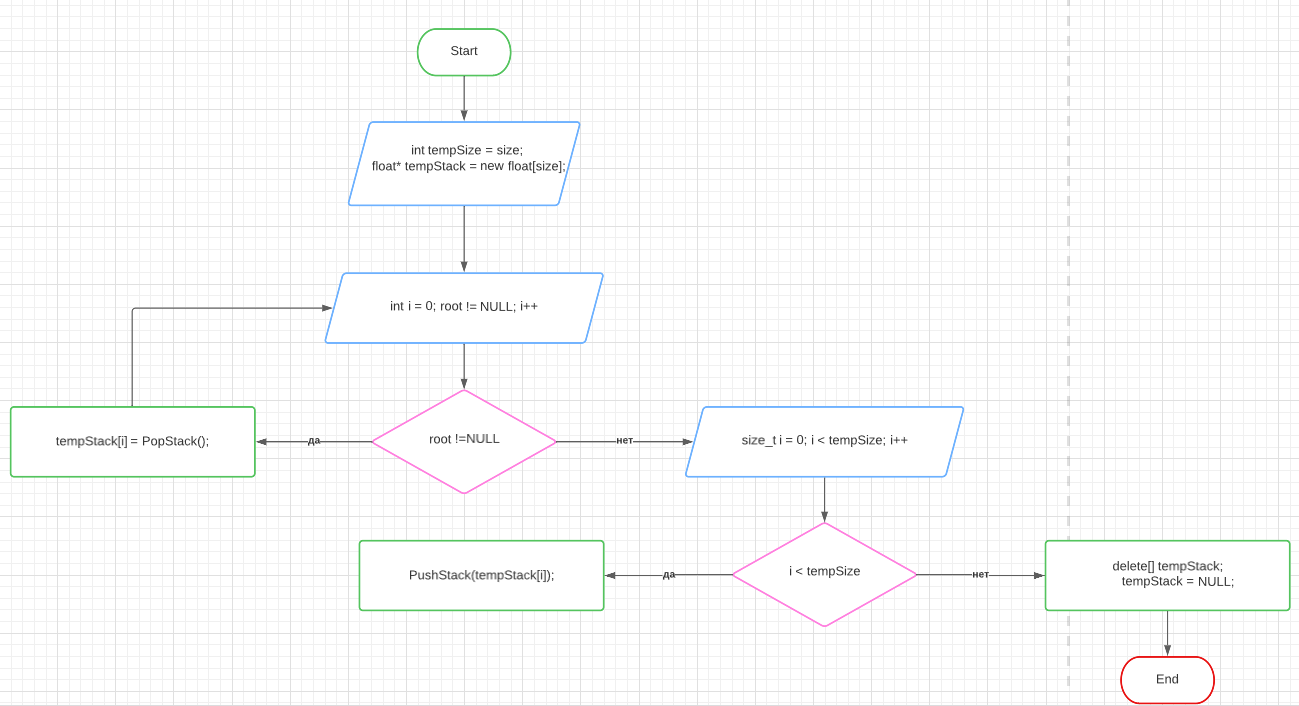 Start
int tempSize = size;
float* tempStack = new float[size];
int i = 0; root != NULL; i++
tempStack[i] = PopStack();
да
root !=NULL
нет
size_t i = 0; i < tempSize; i++
PushStack(tempStack[i]);
да
i < tempSize
нет
delete[] tempStack;
tempStack = NULL;
End